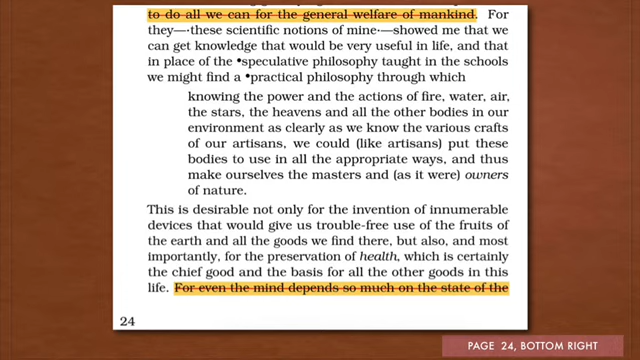 to do all we can for the general welfare of mankind. For
they—·these scientific notions of mine·—showed me that we
can get knowledge that would be very useful in life, and that
in place of the •speculative philosophy taught in the schools
we might find a •practical philosophy through which
knowing the power and the actions of fire, water, air,
the stars, the heavens and all the other bodies in our
environment as clearly as we know the various crafts
of our artisans, we could (like artisans) put these
bodies to use in all the appropriate ways, and thus
make ourselves the masters and (as it were) owners
of nature.
This is desirable not only for the invention of innumerable
devices that would give us trouble-free use of the fruits of
the earth and all the goods we find there, but also, and most
importantly, for the preservation of health, which is certainly
the chief good and the basis for all the other goods in this
life. For even the mind depends so much on the state of the
24
PAGE 24, BOTTOM RIGHT